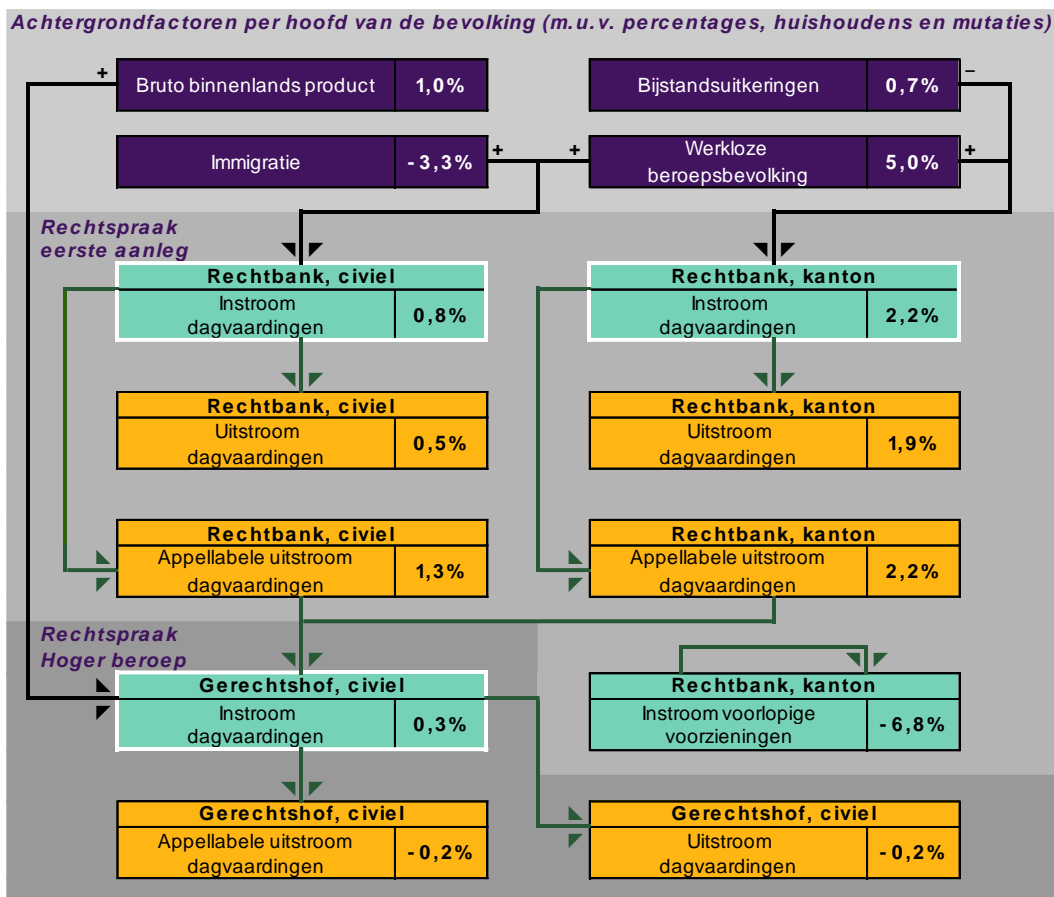 Achtergrondfactoren per hoofd van de bevolking (m.u.v. percentages, huishoudens en mutaties)
+
Bruto binnenlands product
1,0%
Bijstandsuitkeringen
0,7%
–
Immigratie
-3,3%
+
+
Werkloze
beroepsbevolking
5,0%
+
Rechtspraak
eerste aanleg
Rechtbank, civiel
Instroom
dagvaardingen
0,8%
Rechtbank, kanton
Instroom
dagvaardingen
2,2%
Rechtbank, civiel
Uitstroom
dagvaardingen
0,5%
Rechtbank, kanton
Uitstroom
dagvaardingen
1,9%
Rechtbank, civiel
Appellabele uitstroom
dagvaardingen
1,3%
Rechtbank, kanton
Appellabele uitstroom
dagvaardingen
2,2%
Rechtspraak
Hoger beroep
Gerechtshof, civiel
Instroom
dagvaardingen
0,3%
Rechtbank, kanton
Instroom voorlopige
voorzieningen
-6,8%
Gerechtshof, civiel
Appellabele uitstroom
dagvaardingen
-0,2%
Gerechtshof, civiel
Uitstroom
dagvaardingen
-0,2%